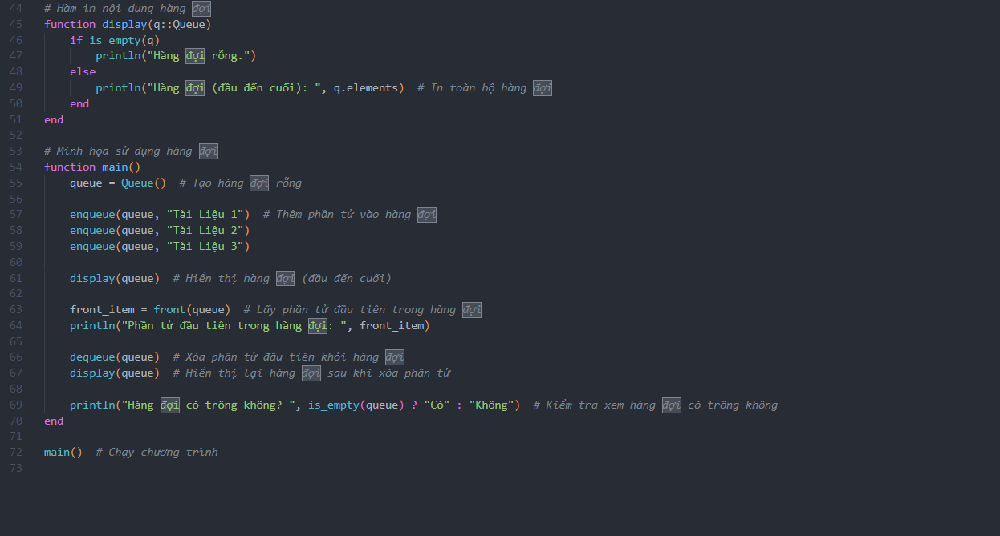 44 # Hàm in nội dung hàng đợi
45 function display(q::Queue)
46     if is_empty(q)
47         println("Hàng đợi rỗng.")
48     else
49         println("Hàng đợi (đầu đến cuối): ", q.elements)  # In toàn bộ hàng đợi
50     end
51 end
52
53 # Minh họa sử dụng hàng đợi
54 function main()
55     queue = Queue()  # Tạo hàng đợi rỗng
56
57     enqueue(queue, "Tài Liệu 1")  # Thêm phần tử vào hàng đợi
58     enqueue(queue, "Tài Liệu 2")
59     enqueue(queue, "Tài Liệu 3")
60
61     display(queue)  # Hiển thị hàng đợi (đầu đến cuối)
62
63     front_item = front(queue)  # Lấy phần tử đầu tiên trong hàng đợi
64     println("Phần tử đầu tiên trong hàng đợi: ", front_item)
65
66     dequeue(queue)  # Xóa phần tử đầu tiên khỏi hàng đợi
67     display(queue)  # Hiển thị lại hàng đợi sau khi xóa phần tử
68
69     println("Hàng đợi có trống không? ", is_empty(queue) ? "Có" : "Không")  # Kiểm tra xem hàng đợi có trống không
70 end
71
72 main()  # Chạy chương trình
73